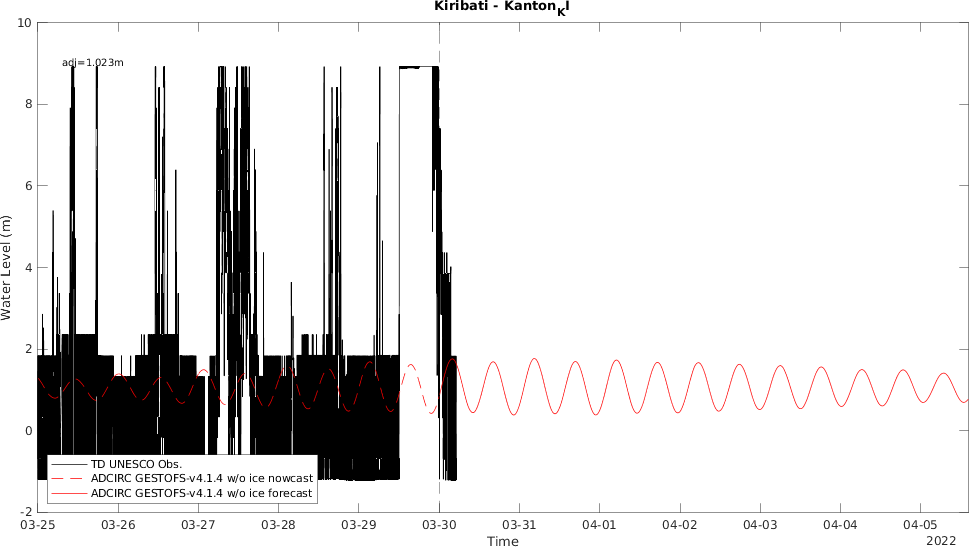 Kiribati - Kanton_KI
10
8
6
4
2
0
-2
Water Level (m)
adj=1.023m
TD UNESCO Obs.
ADCIRC GESTOFS-v4.1.4 w/o ice nowcast
ADCIRC GESTOFS-v4.1.4 w/o ice forecast
03-25 03-26 03-27 03-28 03-29 03-30 03-31 04-01 04-02 04-03 04-04 04-05
Time
2022